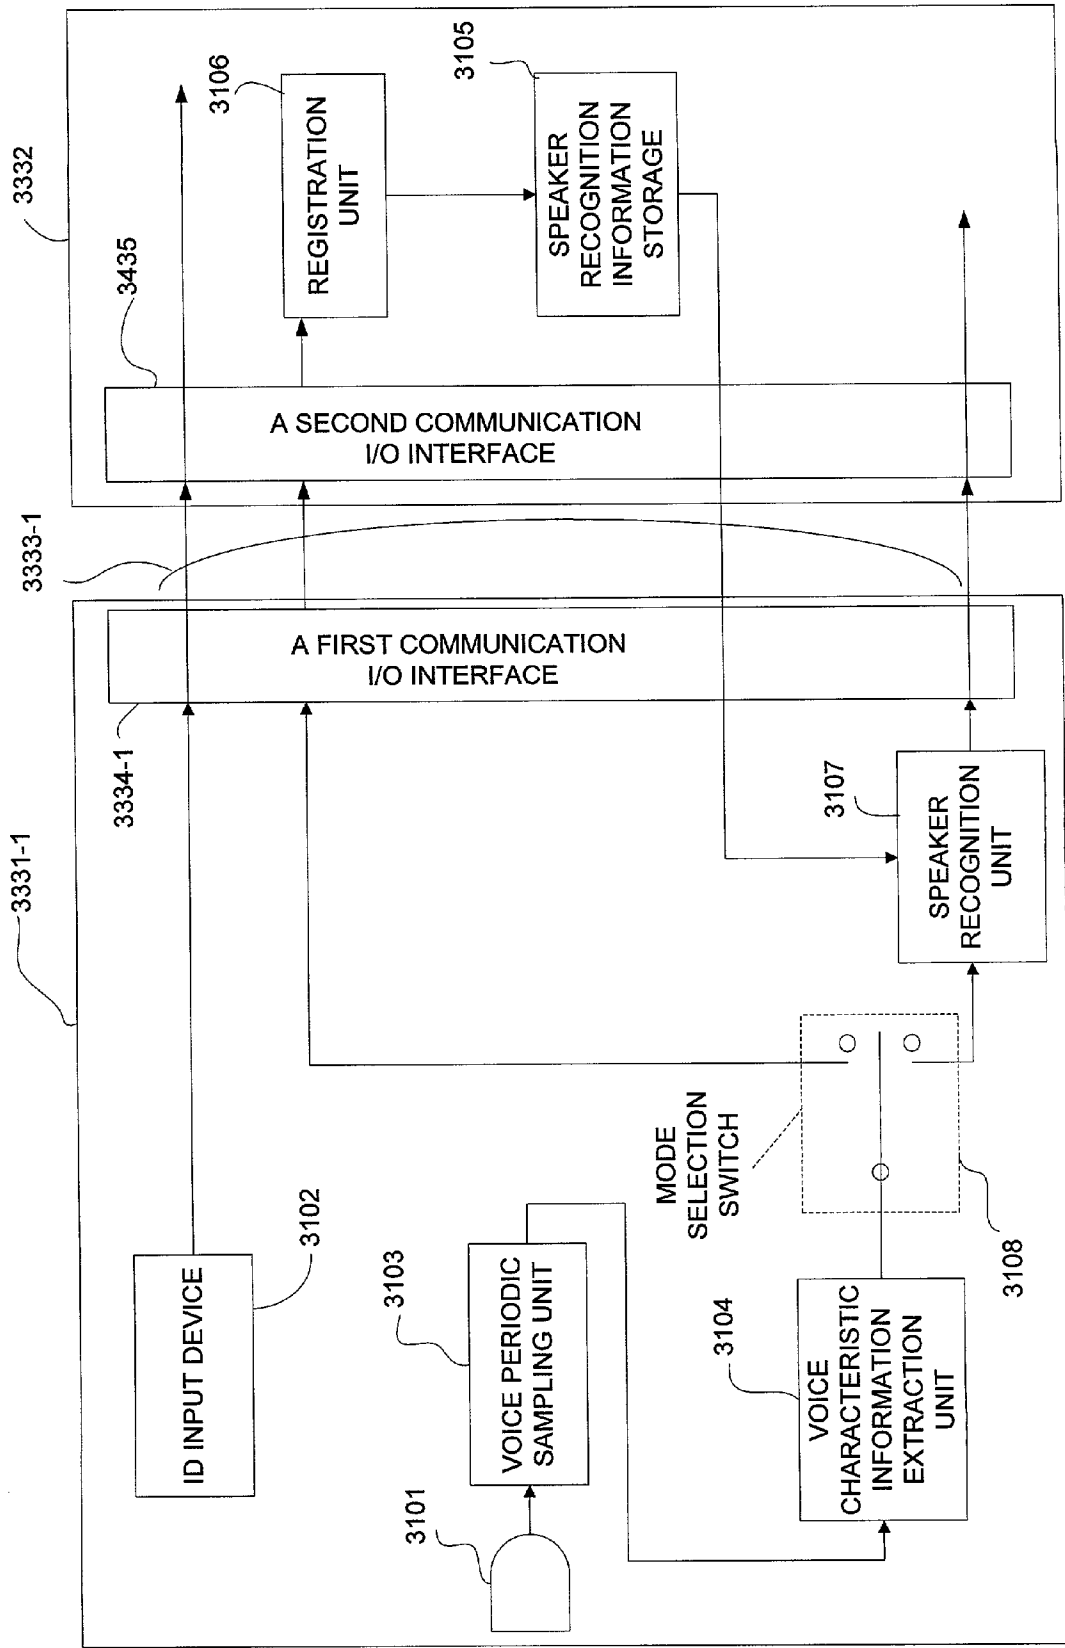 3332
3435
3106
REGISTRATION
UNIT
3105
SPEAKER
RECOGNITION
INFORMATION
STORAGE
A SECOND COMMUNICATION
I/O INTERFACE
3333-1
A FIRST COMMUNICATION
I/O INTERFACE
3334-1
3331-1
3107
SPEAKER
RECOGNITION
UNIT
MODE
SELECTION
SWITCH
3108
ID INPUT DEVICE
3102
3103
VOICE PERIODIC
SAMPLING UNIT
3101
3104
VOICE
CHARACTERISTIC
INFORMATION
EXTRACTION
UNIT